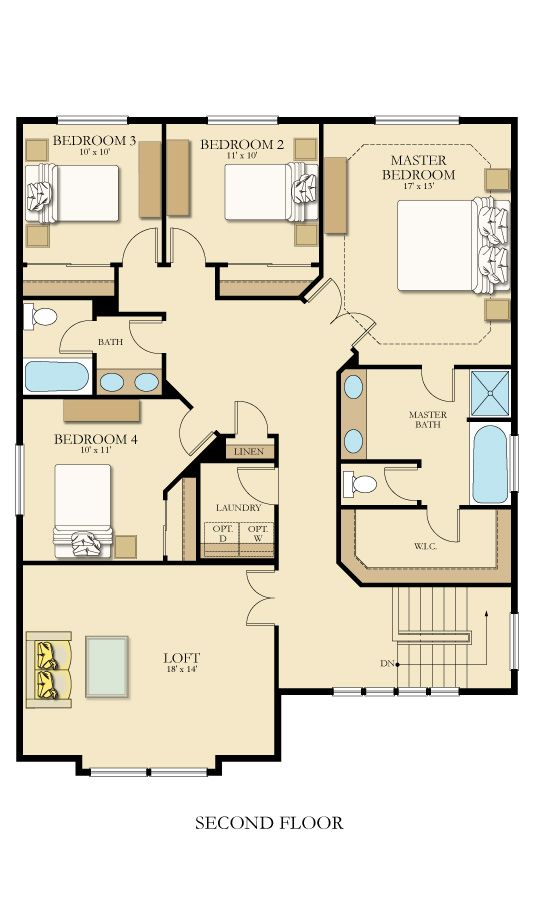 BEDROOM 3
10' x 10'
BEDROOM 2
11' x 10'
MASTER
BEDROOM
17' x 13'
BATH
MASTER
BATH
BEDROOM 4
10' x 11'
LINEN
LAUNDRY
OPT. OPT.
D W
W.I.C.
LOFT
18' x 14'
DN
SECOND FLOOR